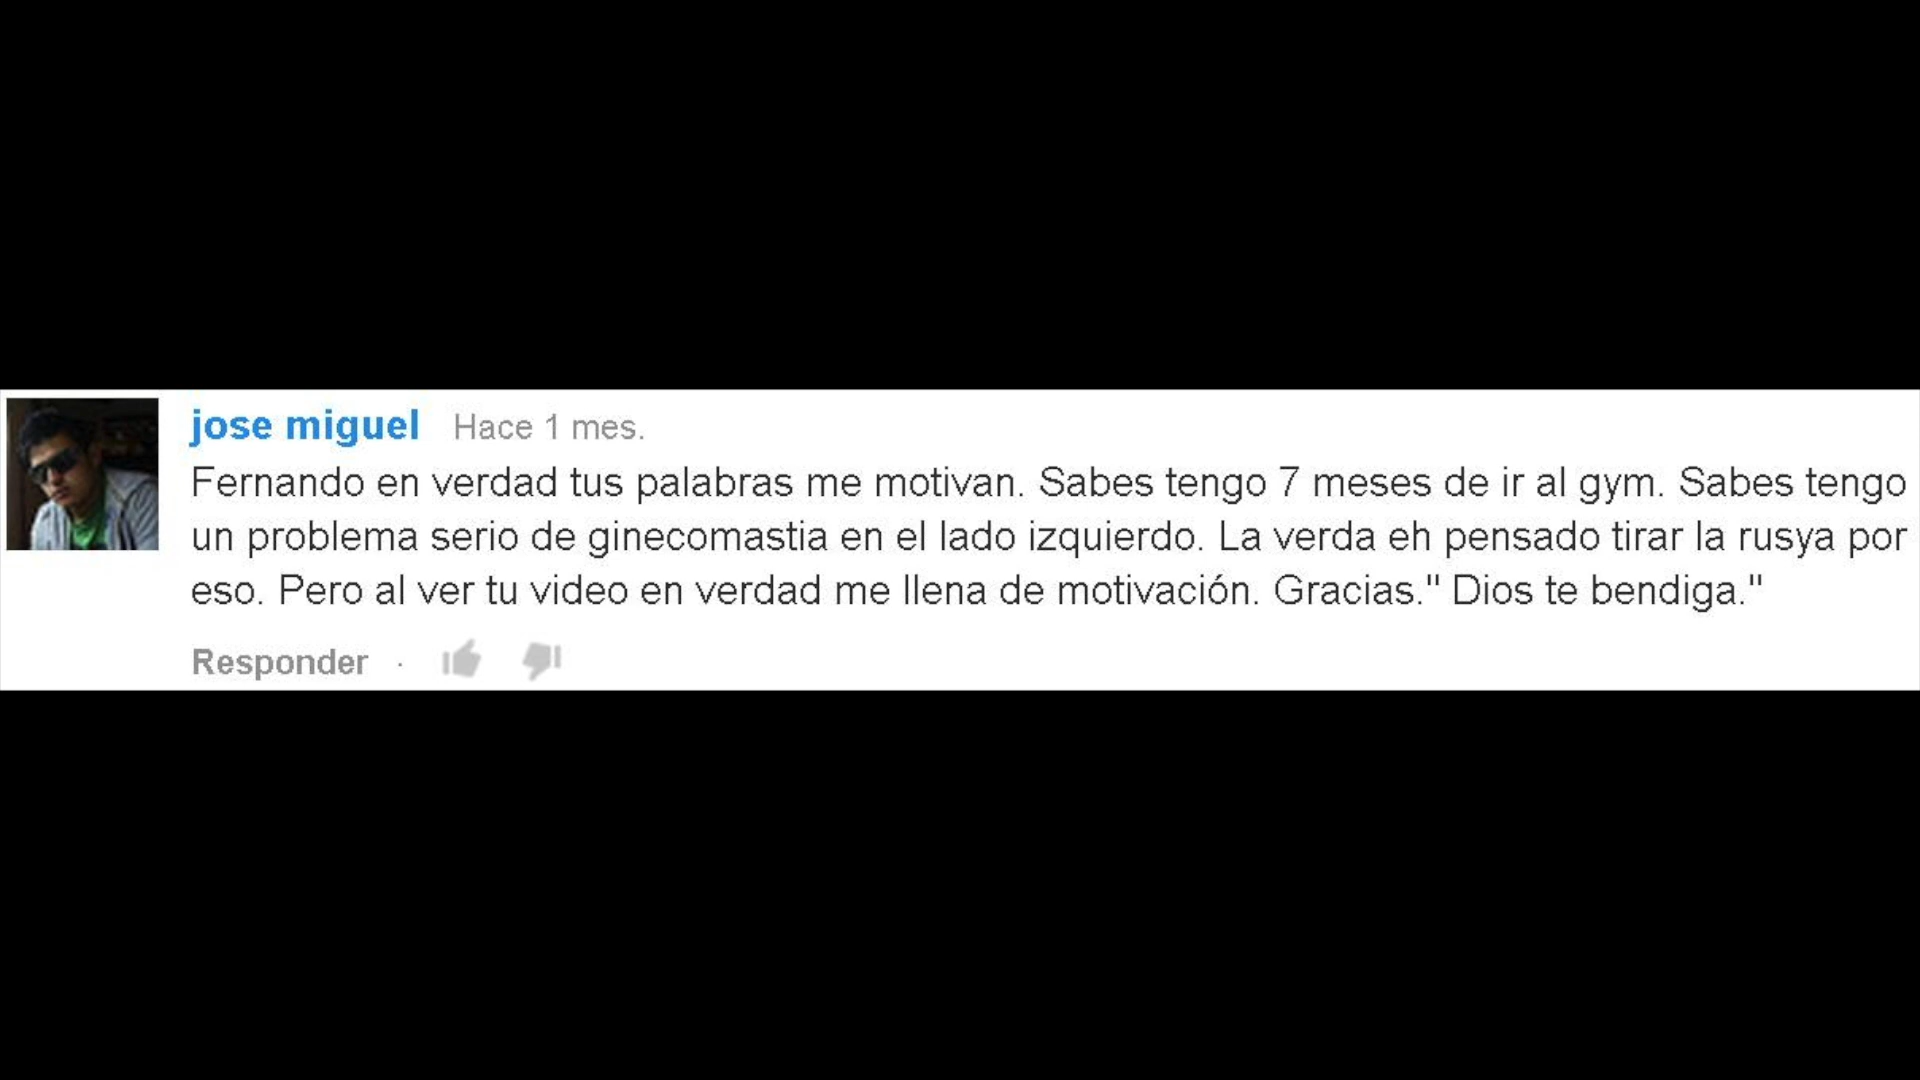 jose miguel Hace 1 mes.
Fernando en verdad tus palabras me motivan. Sabes tengo 7 meses de ir al gym. Sabes tengo
un problema serio de ginecomastia en el lado izquierdo. La verda eh pensado tirar la rusya por
eso. Pero al ver tu video en verdad me llena de motivación. Gracias." Dios te bendiga."
Responder ·